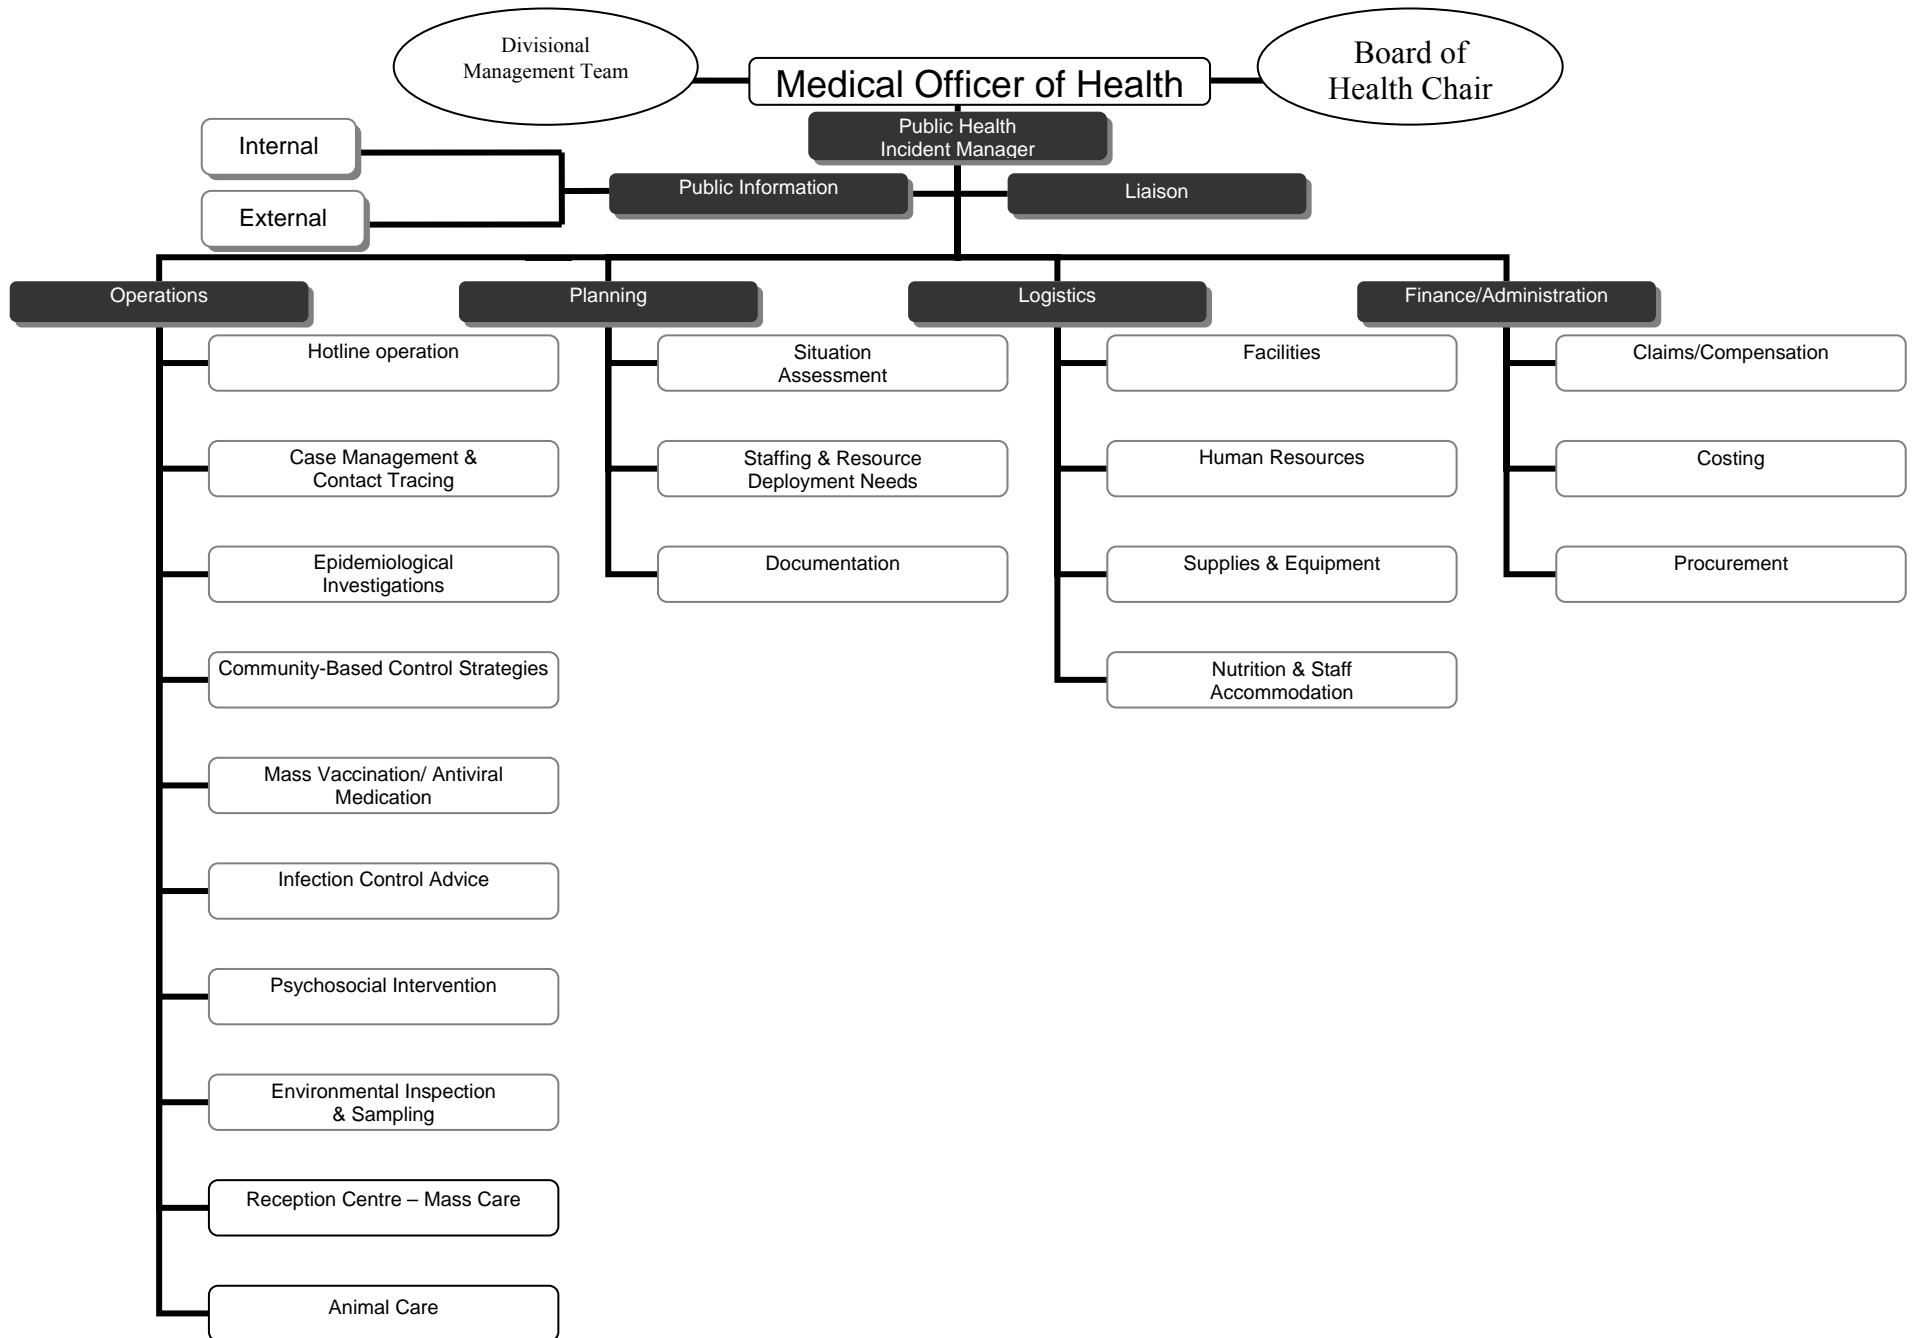 Divisional
Management Team
Medical Officer of Health
Board of
Health Chair
Public Health
Incident Manager
Internal
External
Public Information
Liaison
Operations
Planning
Logistics
Finance/Administration
Hotline operation
Case Management &
Contact Tracing
Epidemiological
Investigations
Community-Based Control Strategies
Mass Vaccination/ Antiviral
Medication
Infection Control Advice
Psychosocial Intervention
Environmental Inspection
& Sampling
Reception Centre – Mass Care
Animal Care
Situation
Assessment
Staffing & Resource
Deployment Needs
Documentation
Facilities
Human Resources
Supplies & Equipment
Nutrition & Staff
Accommodation
Claims/Compensation
Costing
Procurement